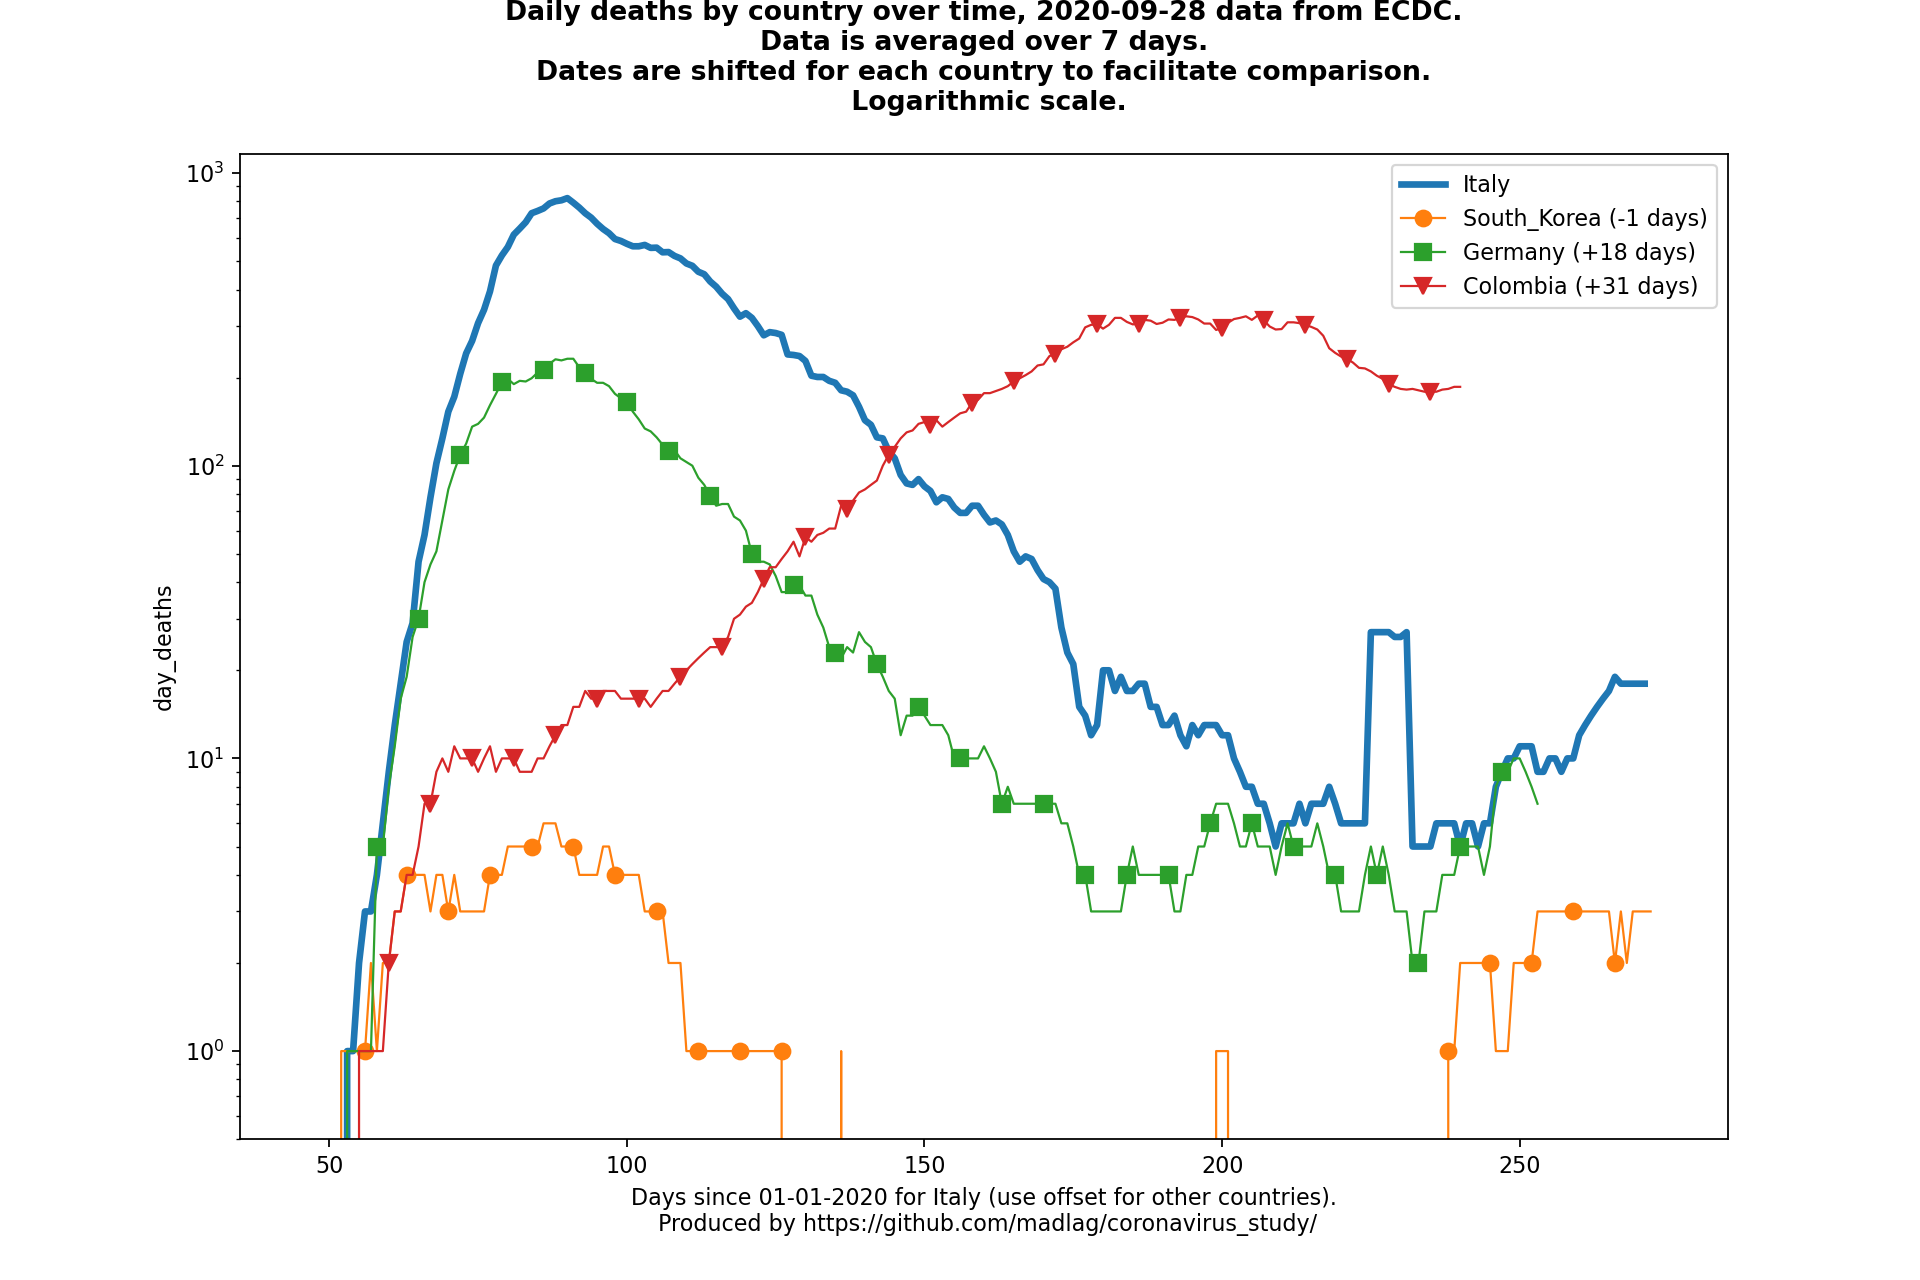 Daily deaths by country over time, 2020-09-28 data from ECDC.
Data is averaged over 7 days.
Dates are shifted for each country to facilitate comparison.
Logarithmic scale.
10³
10²
10¹
10⁰
day_deaths
Italy
South_Korea (-1 days)
Germany (+18 days)
Colombia (+31 days)
50 100 150 200 250
Days since 01-01-2020 for Italy (use offset for other countries).
Produced by https://github.com/madlag/coronavirus_study/